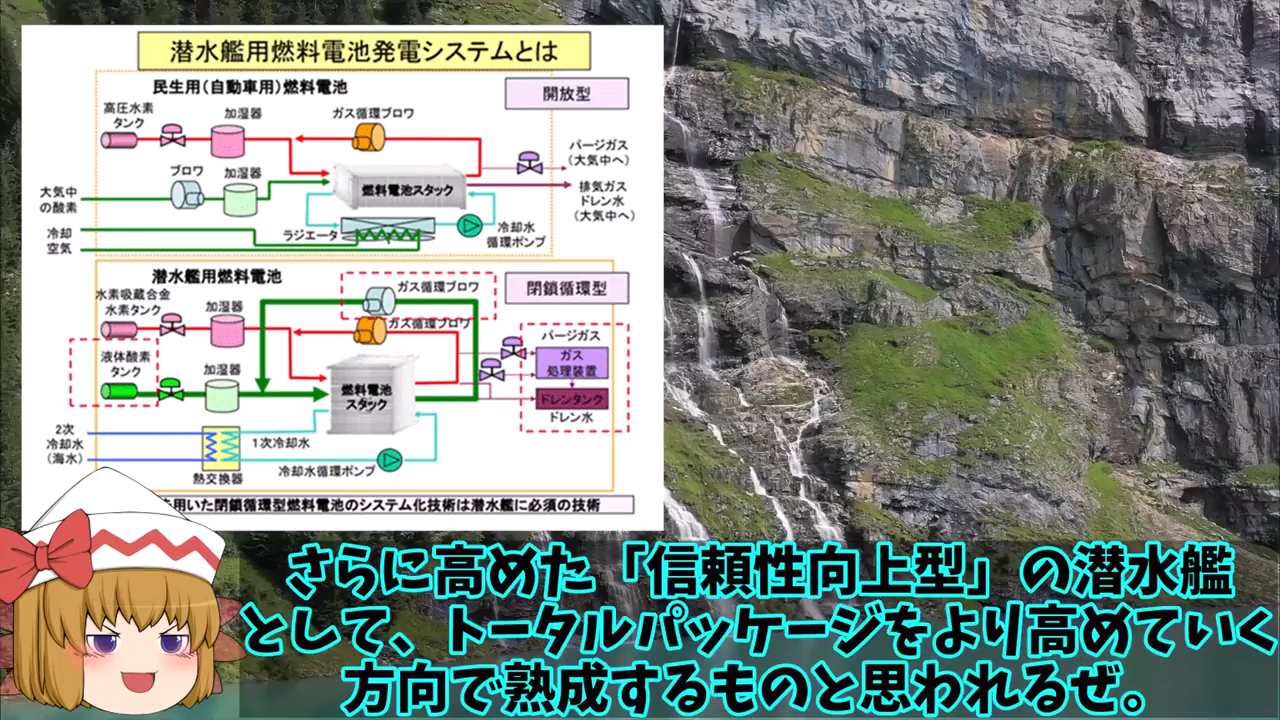 潜水艦用燃料電池発電システムとは
民生用(自動車用)燃料電池
開放型
高圧水素
タンク
加湿器
ガス循環ブロワ
パージガス
(大気中へ)
ブロワ
加湿器
大気中
の酸素
燃料電池スタック
排気ガス
ドレン水
(大気中へ)
冷却
空気
ラジエータ
冷却水
循環ポンプ
潜水艦用燃料電池
閉鎖循環型
水素吸蔵合金
水素タンク
加湿器
ガス循環ブロワ
ガス循環ブロワ
パージガス
液体酸素
タンク
加湿器
燃料電池
スタック
ガス
処理装置
ドレンタンク
ドレン水
2次
冷却水
(海水)
1次冷却水
冷却水循環ポンプ
熱交換器
を用いた閉鎖循環型燃料電池のシステム化技術は潜水艦に必須の技術
さらに高めた「信頼性向上型」の潜水艦
として、トータルパッケージをより高めていく
方向で熟成するものと思われるぜ。